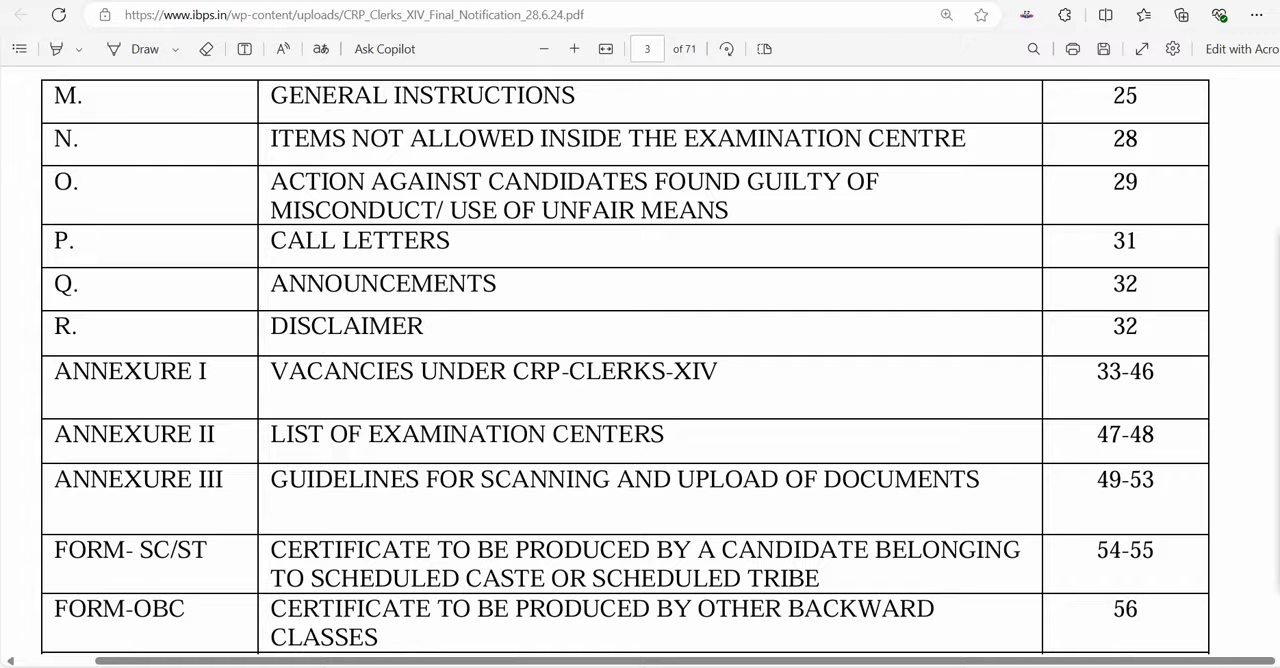 https://www.ibps.in/wp-content/uploads/CRP_Clerks_XIV_Final_Notification_28.6.24.pdf
Draw
Ask Copilot
3
of 71
Edit with Acro
M. GENERAL INSTRUCTIONS 25
N. ITEMS NOT ALLOWED INSIDE THE EXAMINATION CENTRE 28
O. ACTION AGAINST CANDIDATES FOUND GUILTY OF 29
MISCONDUCT/ USE OF UNFAIR MEANS
P. CALL LETTERS 31
Q. ANNOUNCEMENTS 32
R. DISCLAIMER 32
ANNEXURE I VACANCIES UNDER CRP-CLERKS-XIV 33-46
ANNEXURE II LIST OF EXAMINATION CENTERS 47-48
ANNEXURE III GUIDELINES FOR SCANNING AND UPLOAD OF DOCUMENTS 49-53
FORM- SC/ST CERTIFICATE TO BE PRODUCED BY A CANDIDATE BELONGING 54-55
TO SCHEDULED CASTE OR SCHEDULED TRIBE
FORM-OBC CERTIFICATE TO BE PRODUCED BY OTHER BACKWARD 56
CLASSES